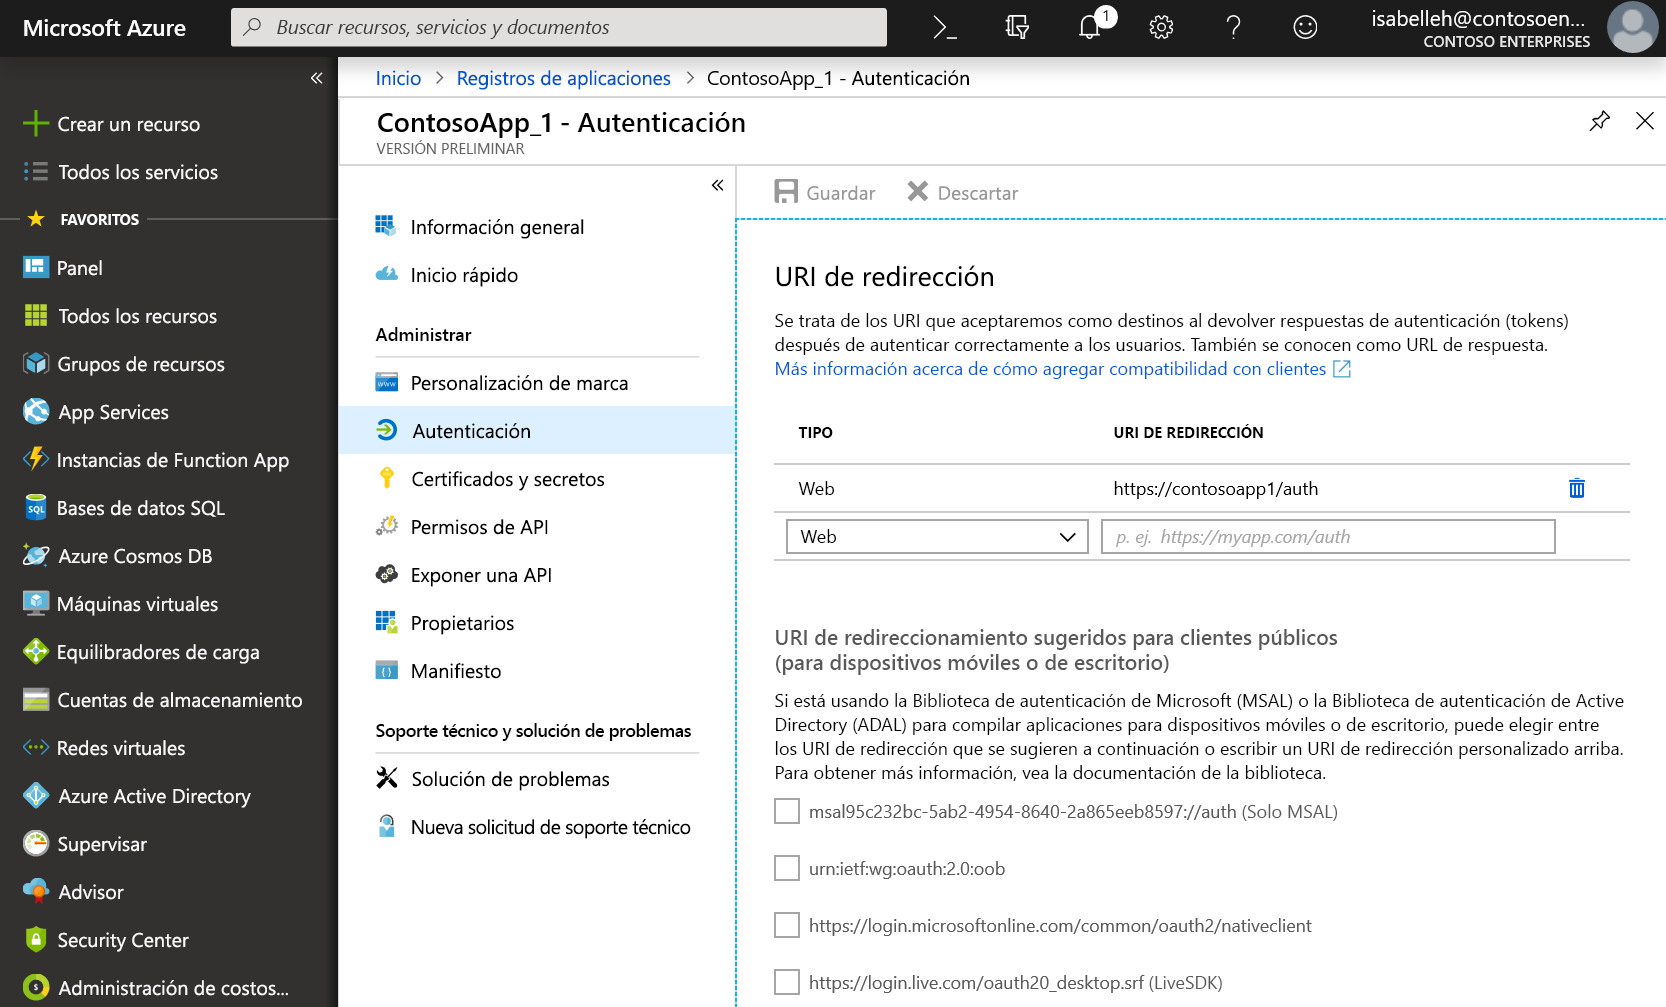 Microsoft Azure
Buscar recursos, servicios y documentos
1
isabelleh@contosoen...
CONTOSO ENTERPRISES
Crear un recurso
Todos los servicios
FAVORITOS
Panel
Todos los recursos
Grupos de recursos
App Services
Instancias de Function App
Bases de datos SQL
Azure Cosmos DB
Máquinas virtuales
Equilibradores de carga
Cuentas de almacenamiento
Redes virtuales
Azure Active Directory
Supervisar
Advisor
Security Center
Administración de costos...
Inicio > Registros de aplicaciones > ContosoApp_1 - Autenticación
ContosoApp_1 - Autenticación
VERSIÓN PRELIMINAR
Información general
Inicio rápido
Administrar
Personalización de marca
Autenticación
Certificados y secretos
Permisos de API
Exponer una API
Propietarios
Manifiesto
Soporte técnico y solución de problemas
Solución de problemas
Nueva solicitud de soporte técnico
Guardar Descartar
URI de redirección
Se trata de los URI que aceptaremos como destinos al devolver respuestas de autenticación (tokens)
después de autenticar correctamente a los usuarios. También se conocen como URL de respuesta.
Más información acerca de cómo agregar compatibilidad con clientes
TIPO URI DE REDIRECCIÓN
Web https://contosoapp1/auth
Web p. ej. https://myapp.com/auth
URI de redireccionamiento sugeridos para clientes públicos
(para dispositivos móviles o de escritorio)
Si está usando la Biblioteca de autenticación de Microsoft (MSAL) o la Biblioteca de autenticación de Active
Directory (ADAL) para compilar aplicaciones para dispositivos móviles o de escritorio, puede elegir entre
los URI de redirección que se sugieren a continuación o escribir un URI de redirección personalizado arriba.
Para obtener más información, vea la documentación de la biblioteca.
msal95c232bc-5ab2-4954-8640-2a865eeb8597://auth (Solo MSAL)
urn:ietf:wg:oauth:2.0:oob
https://login.microsoftonline.com/common/oauth2/nativeclient
https://login.live.com/oauth20_desktop.srf (LiveSDK)